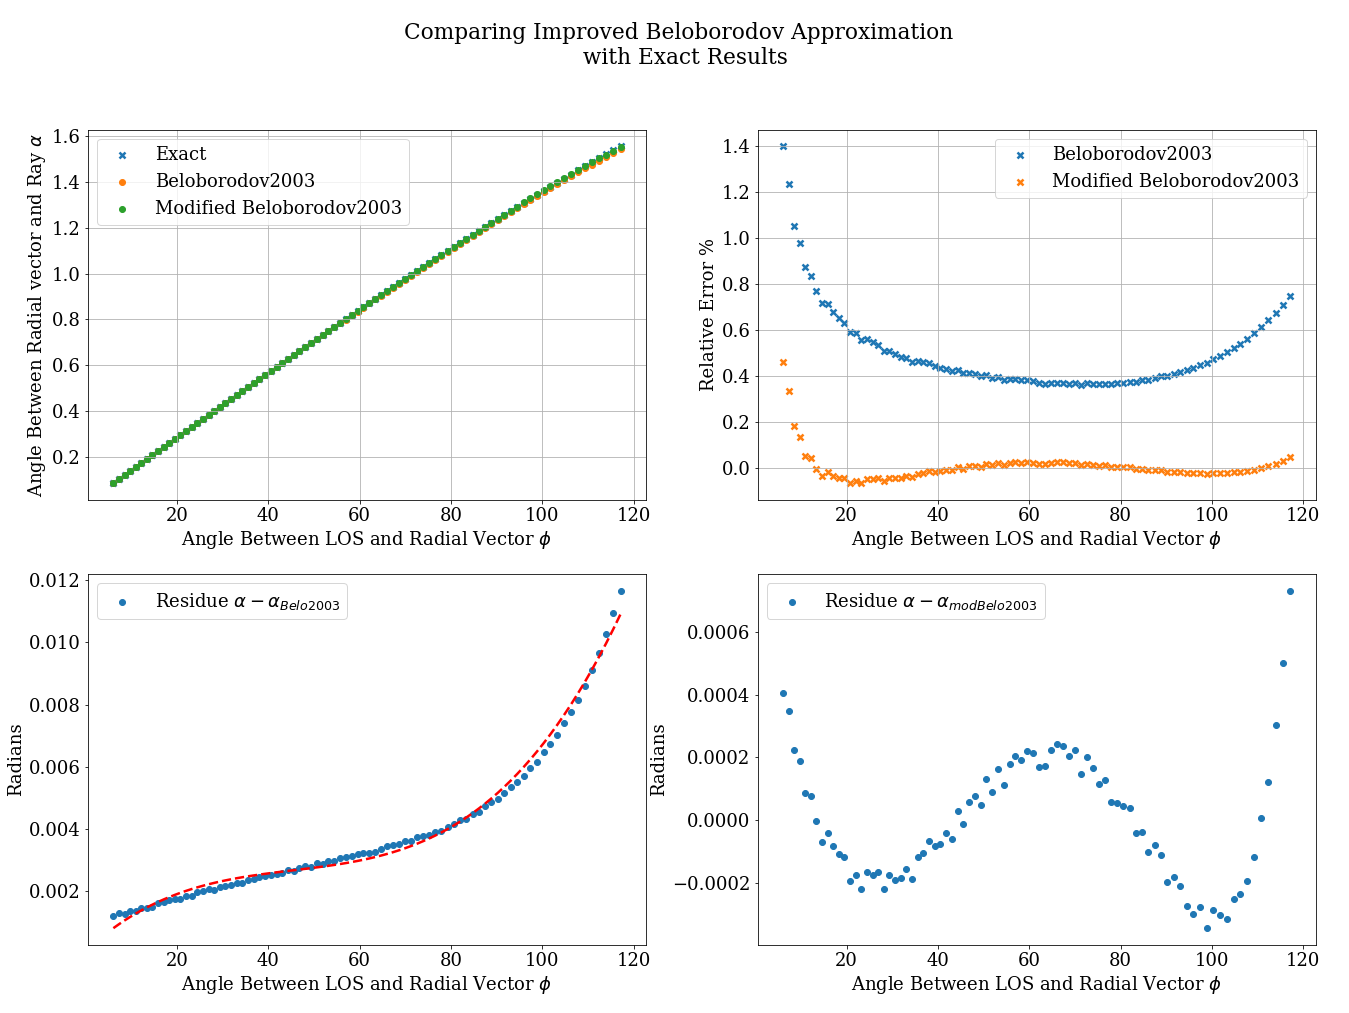 Comparing Improved Beloborodov Approximation
with Exact Results
Angle Between Radial vector and Ray α
1.6
1.4
1.2
1.0
0.8
0.6
0.4
0.2
Exact
Beloborodov2003
Modified Beloborodov2003
20 40 60 80 100 120
Angle Between LOS and Radial Vector ϕ
Relative Error %
1.4
1.2
1.0
0.8
0.6
0.4
0.2
0.0
Beloborodov2003
Modified Beloborodov2003
20 40 60 80 100 120
Angle Between LOS and Radial Vector ϕ
Radians
0.012
0.010
0.008
0.006
0.004
0.002
Residue α − α_Belo2003
20 40 60 80 100 120
Angle Between LOS and Radial Vector ϕ
Radians
0.0006
0.0004
0.0002
0.0000
−0.0002
Residue α − α_modBelo2003
20 40 60 80 100 120
Angle Between LOS and Radial Vector ϕ